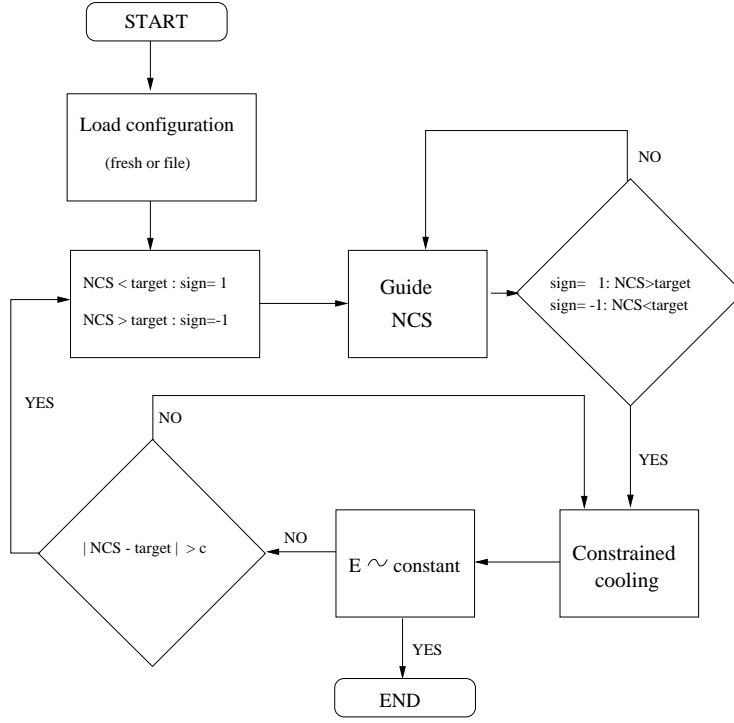 START
Load configuration
(fresh or file)
NO
NCS < target : sign= 1
NCS > target : sign=-1
Guide
NCS
sign= 1: NCS>target
sign= -1: NCS<target
YES
NO
YES
| NCS - target | > c
NO
E ~ constant
Constrained
cooling
YES
END